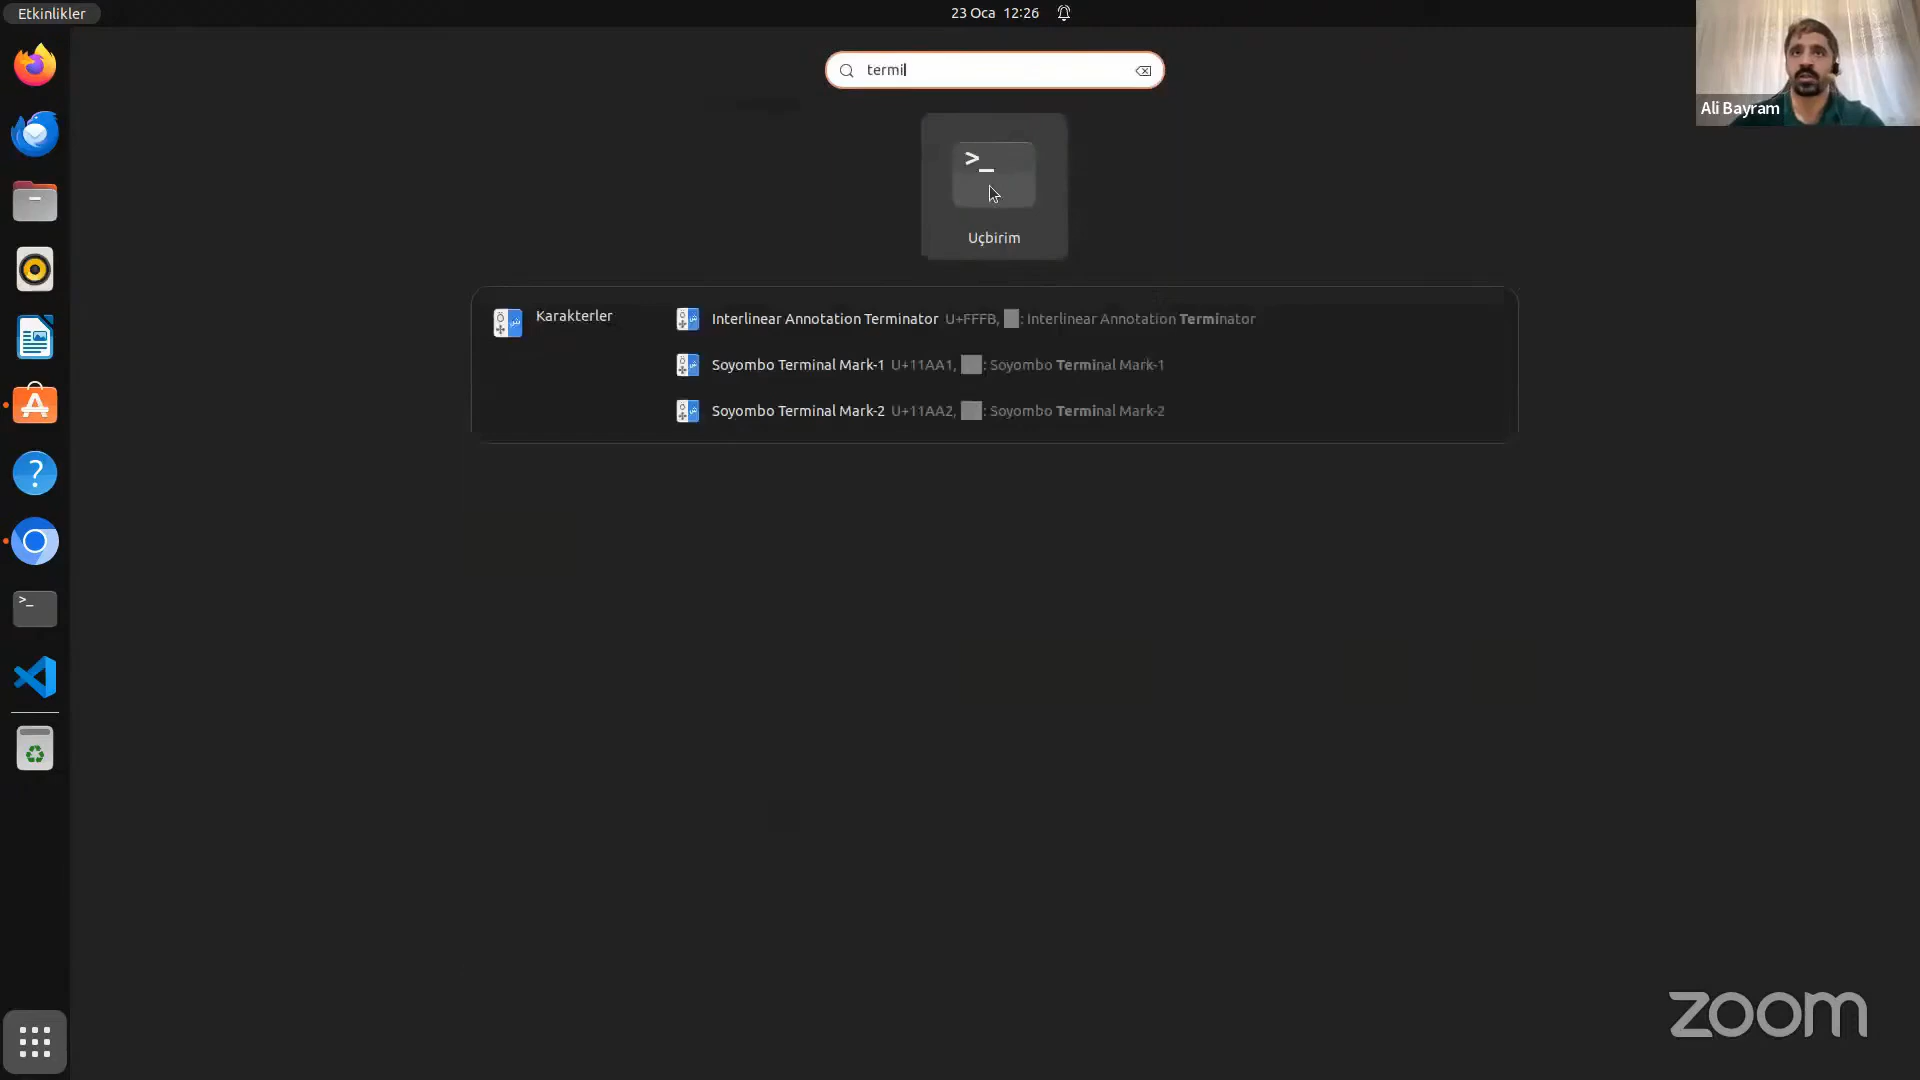 Etkinlikler
23 Oca 12:26
termi
Ali Bayram
>_
Uçbirim
Karakterler
Interlinear Annotation Terminator U+FFFB, : Interlinear Annotation Terminator
Soyombo Terminal Mark-1 U+11AA1, : Soyombo Terminal Mark-1
Soyombo Terminal Mark-2 U+11AA2, : Soyombo Terminal Mark-2
?
>_
zoom